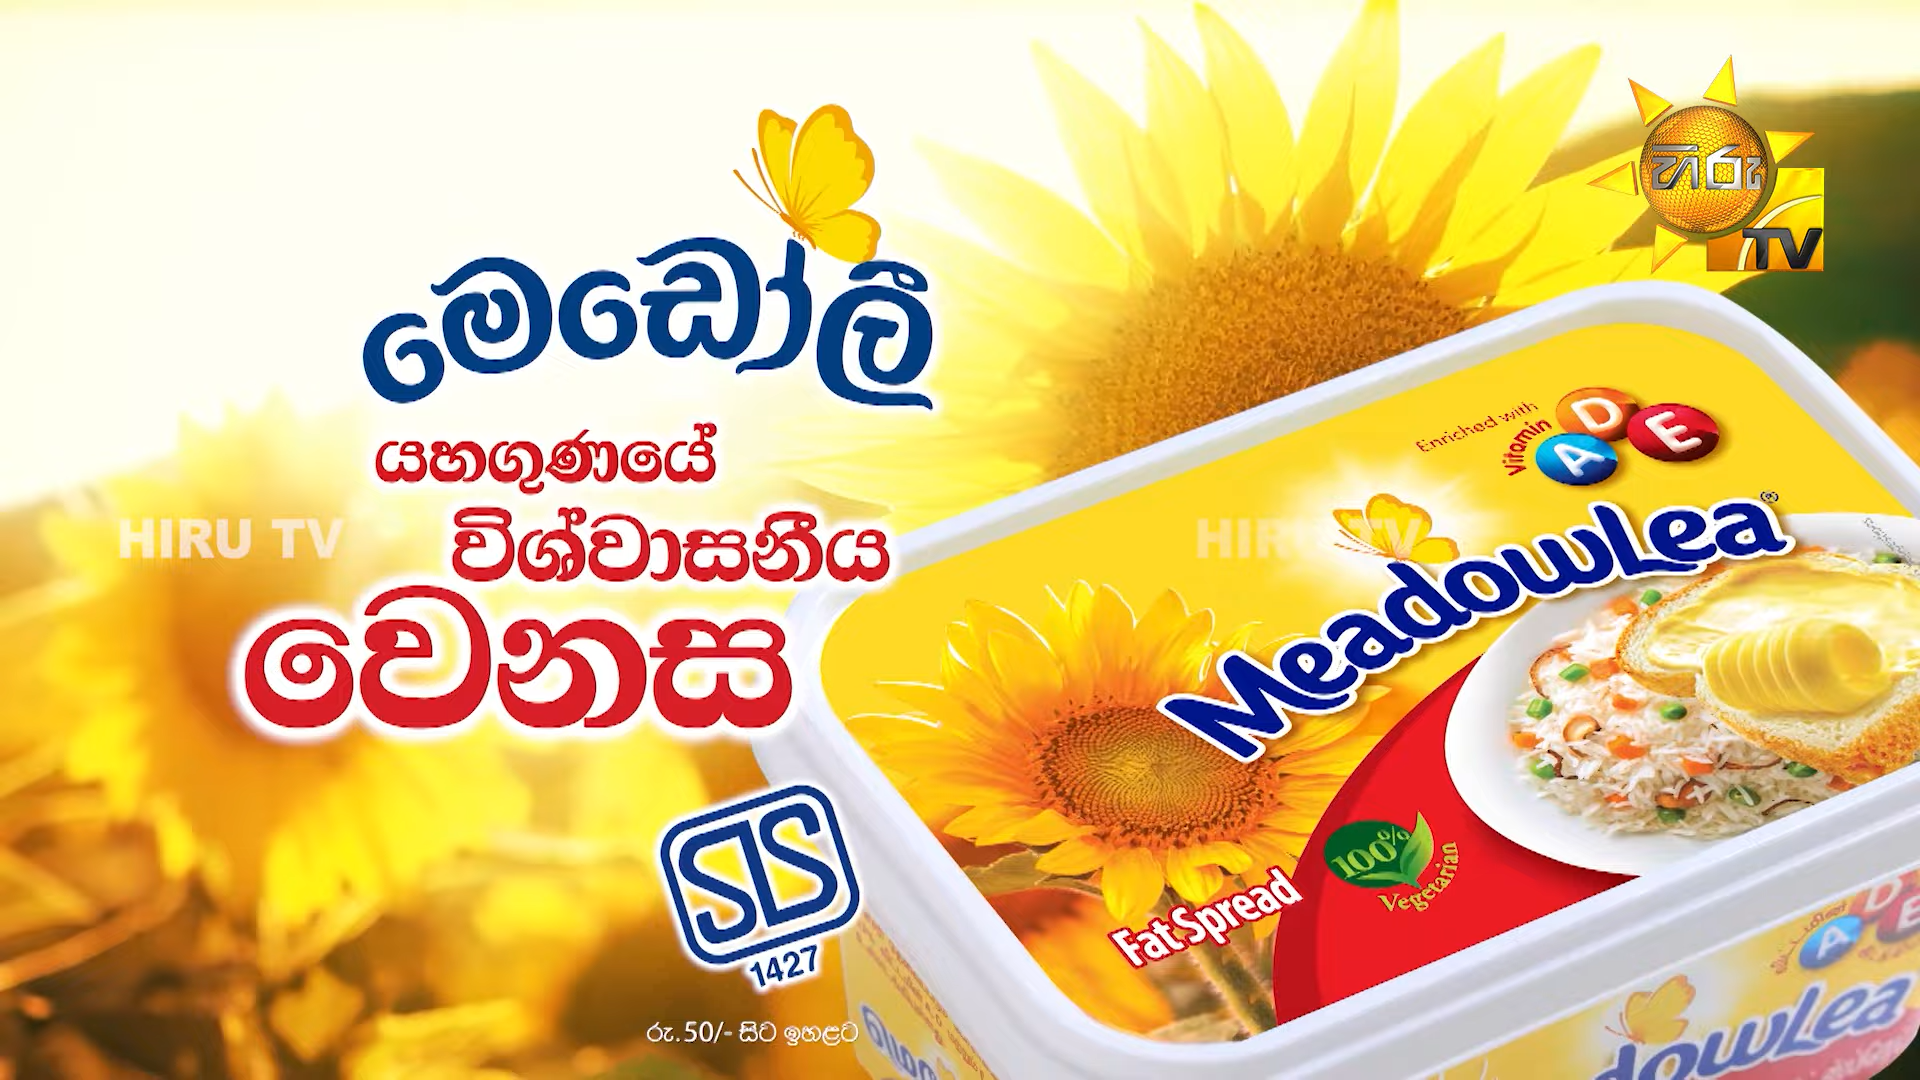 හිරු
TV
මෙඩෝලී
යහගුණයේ
විශ්වාසනීය
වෙනස
HIRU TV
HIRU TV
SLS
1427
රු.50/- සිට ඉහළට
Enriched with
Vitamin
A D E
MeadowLea®
100%
Vegetarian
Fat Spread
A D E
MeadowLea